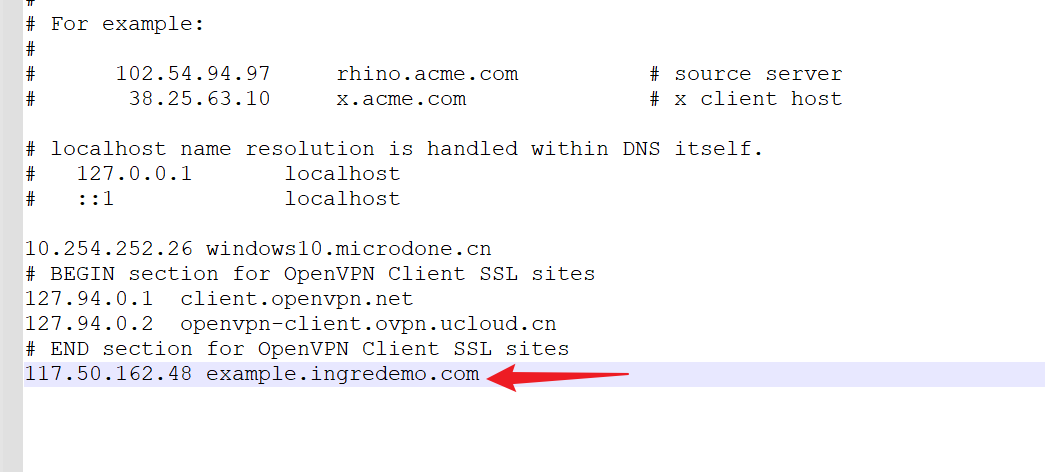 #
# For example:
#
#      102.54.94.97     rhino.acme.com          # source server
#       38.25.63.10     x.acme.com              # x client host
# localhost name resolution is handled within DNS itself.
#   127.0.0.1       localhost
#   ::1             localhost
10.254.252.26 windows10.microdone.cn
# BEGIN section for OpenVPN Client SSL sites
127.94.0.1  client.openvpn.net
127.94.0.2  openvpn-client.ovpn.ucloud.cn
# END section for OpenVPN Client SSL sites
117.50.162.48 example.ingredemo.com